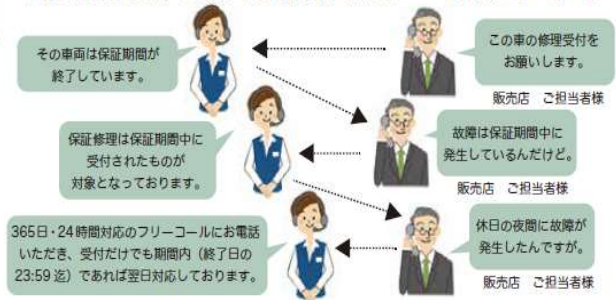 この車の修理受付を
お願いします。
販売店 ご担当者様
その車両は保証期間が
終了しています。
故障は保証期間中に
発生しているんだけど。
販売店 ご担当者様
保証修理は保証期間中に
受付されたものが
対象となっております。
休日の夜間に故障が
発生したんですが。
販売店 ご担当者様
365日・24時間対応のフリーコールにお電話
いただき、受付だけでも期間内（終了日の
23:59 迄）であれば翌日対応しております。